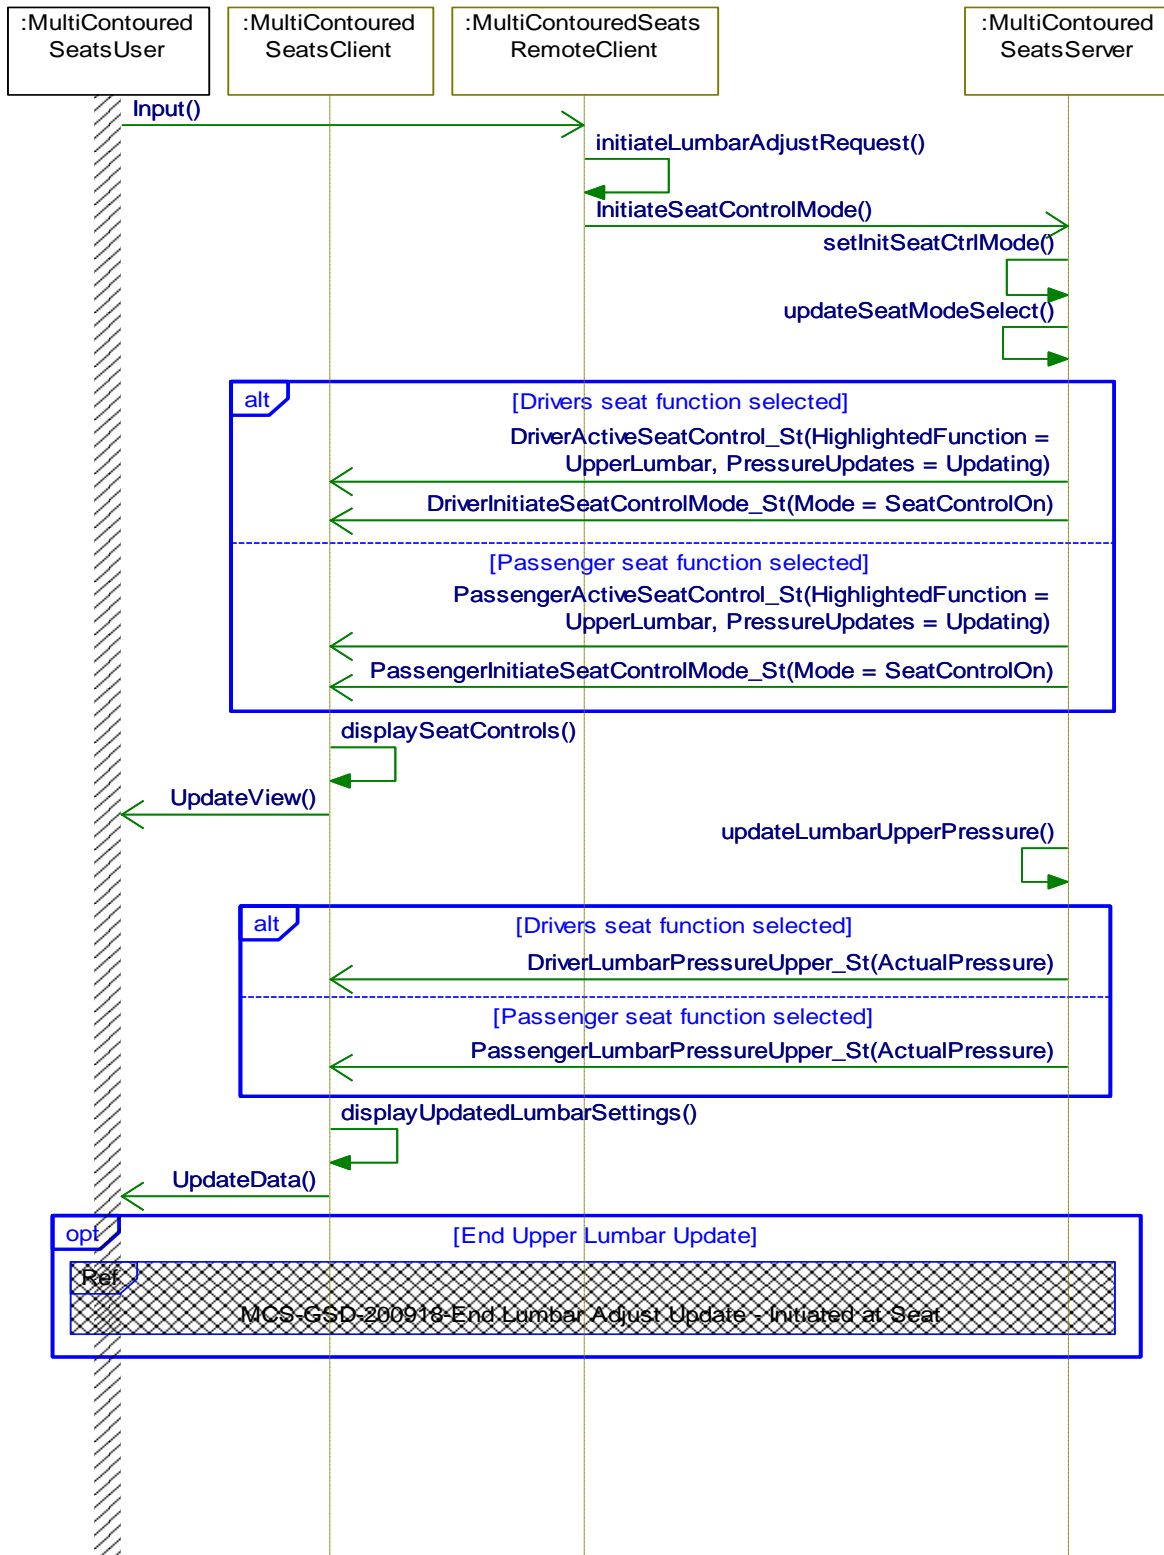 :MultiContoured
SeatsUser
:MultiContoured
SeatsClient
:MultiContouredSeats
RemoteClient
:MultiContoured
SeatsServer
Input()
initiateLumbarAdjustRequest()
InitiateSeatControlMode()
setInitSeatCtrlMode()
updateSeatModeSelect()
alt
[Drivers seat function selected]
DriverActiveSeatControl_St(HighlightedFunction =
UpperLumbar, PressureUpdates = Updating)
DriverInitiateSeatControlMode_St(Mode = SeatControlOn)
[Passenger seat function selected]
PassengerActiveSeatControl_St(HighlightedFunction =
UpperLumbar, PressureUpdates = Updating)
PassengerInitiateSeatControlMode_St(Mode = SeatControlOn)
displaySeatControls()
UpdateView()
updateLumbarUpperPressure()
alt
[Drivers seat function selected]
DriverLumbarPressureUpper_St(ActualPressure)
[Passenger seat function selected]
PassengerLumbarPressureUpper_St(ActualPressure)
displayUpdatedLumbarSettings()
UpdateData()
opt
[End Upper Lumbar Update]
Ref
MCS-GSD-200918-End Lumbar Adjust Update - Initiated at Seat